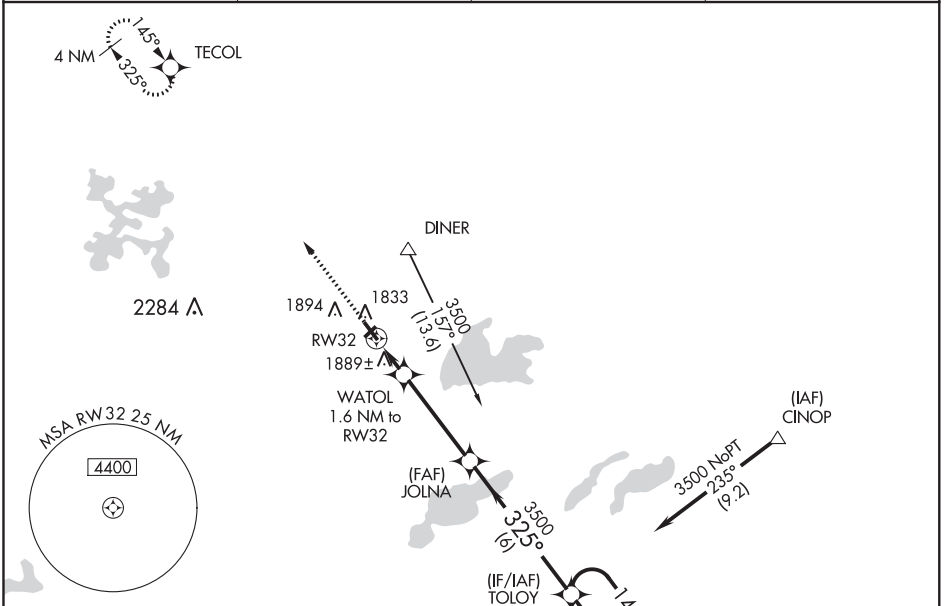 145°
4 NM
325°
TECOL
DINER
3500
157°
(13.6)
2284
1894
1833
RW32
1889±
WATOL
1.6 NM to
RW32
(IAF)
CINOP
3500 NoPT
235°
(9.2)
MSA RW32 25 NM
4400
(FAF)
JOLNA
3500
325°
(6)
(IF/IAF)
TOLOY